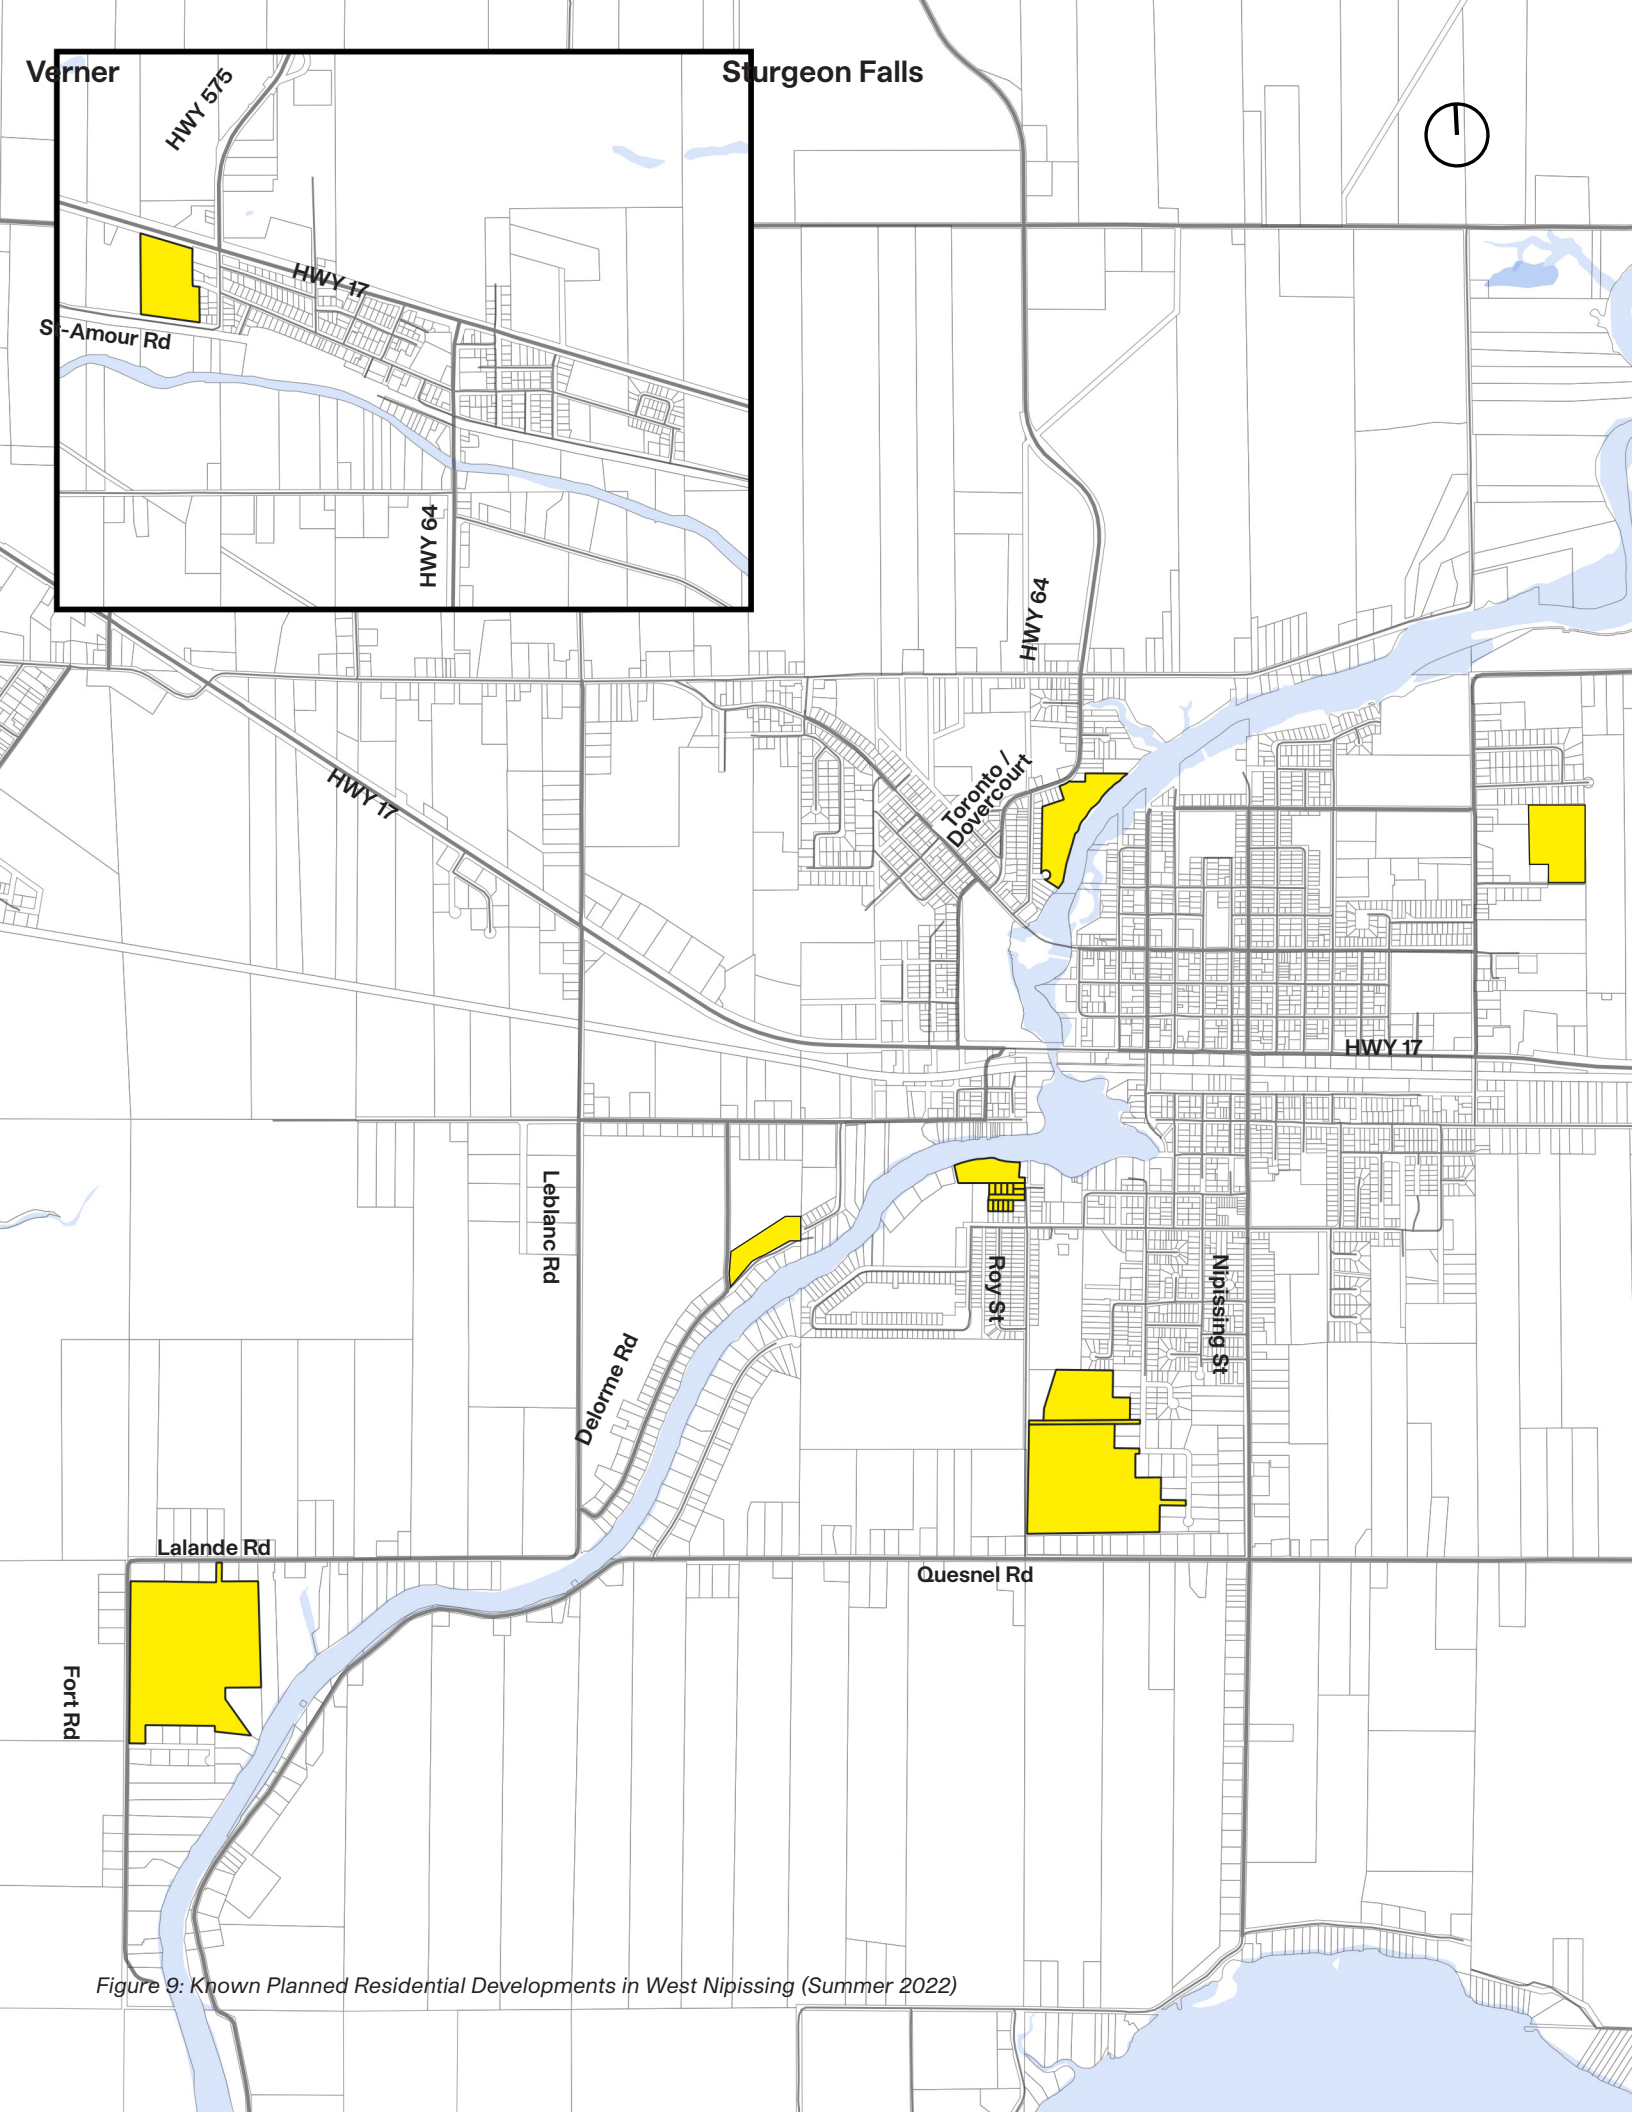 Verner
Sturgeon Falls
HWY 575
HWY 17
St-Amour Rd
HWY 64
HWY 64
Toronto /
Dovercourt
HWY 17
HWY 17
Leblanc Rd
Roy St
Nipissing St
Delorme Rd
Lalande Rd
Quesnel Rd
Fort Rd
Figure 9: Known Planned Residential Developments in West Nipissing (Summer 2022)